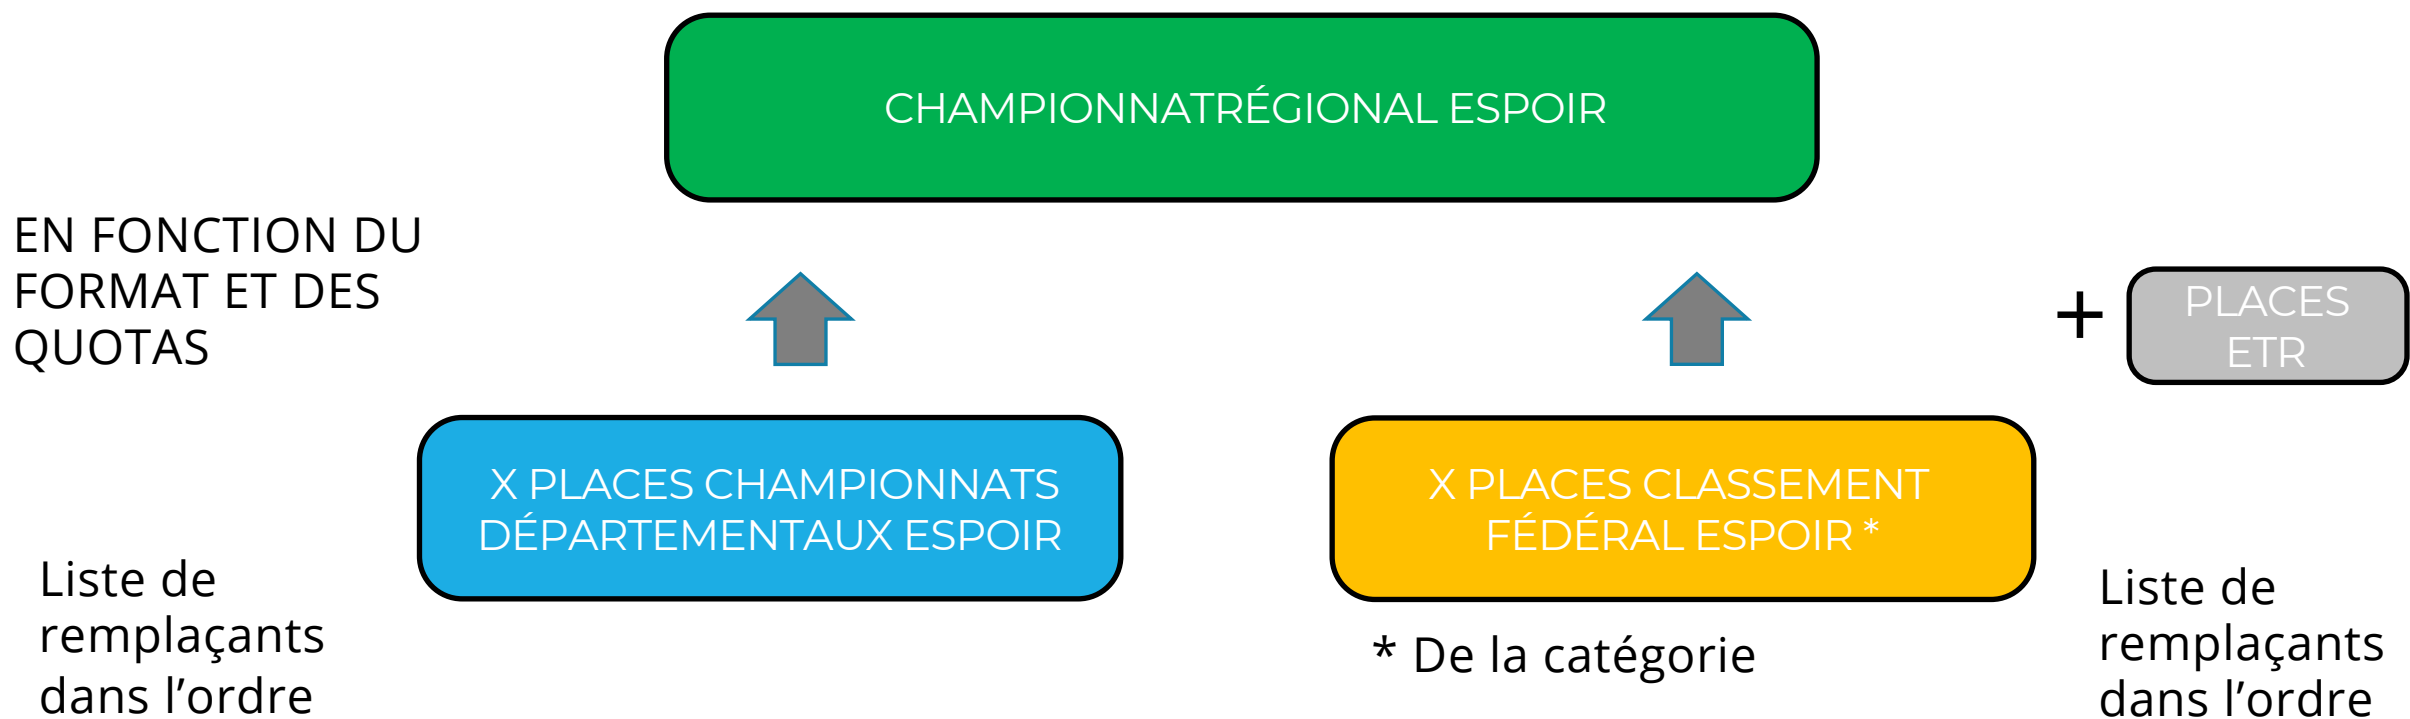 CHAMPIONNATRÉGIONAL ESPOIR
EN FONCTION DU
FORMAT ET DES
QUOTAS
+
PLACES
ETR
X PLACES CHAMPIONNATS
DÉPARTEMENTAUX ESPOIR
X PLACES CLASSEMENT
FÉDÉRAL ESPOIR *
Liste de
remplaçants
dans l’ordre
* De la catégorie
Liste de
remplaçants
dans l’ordre